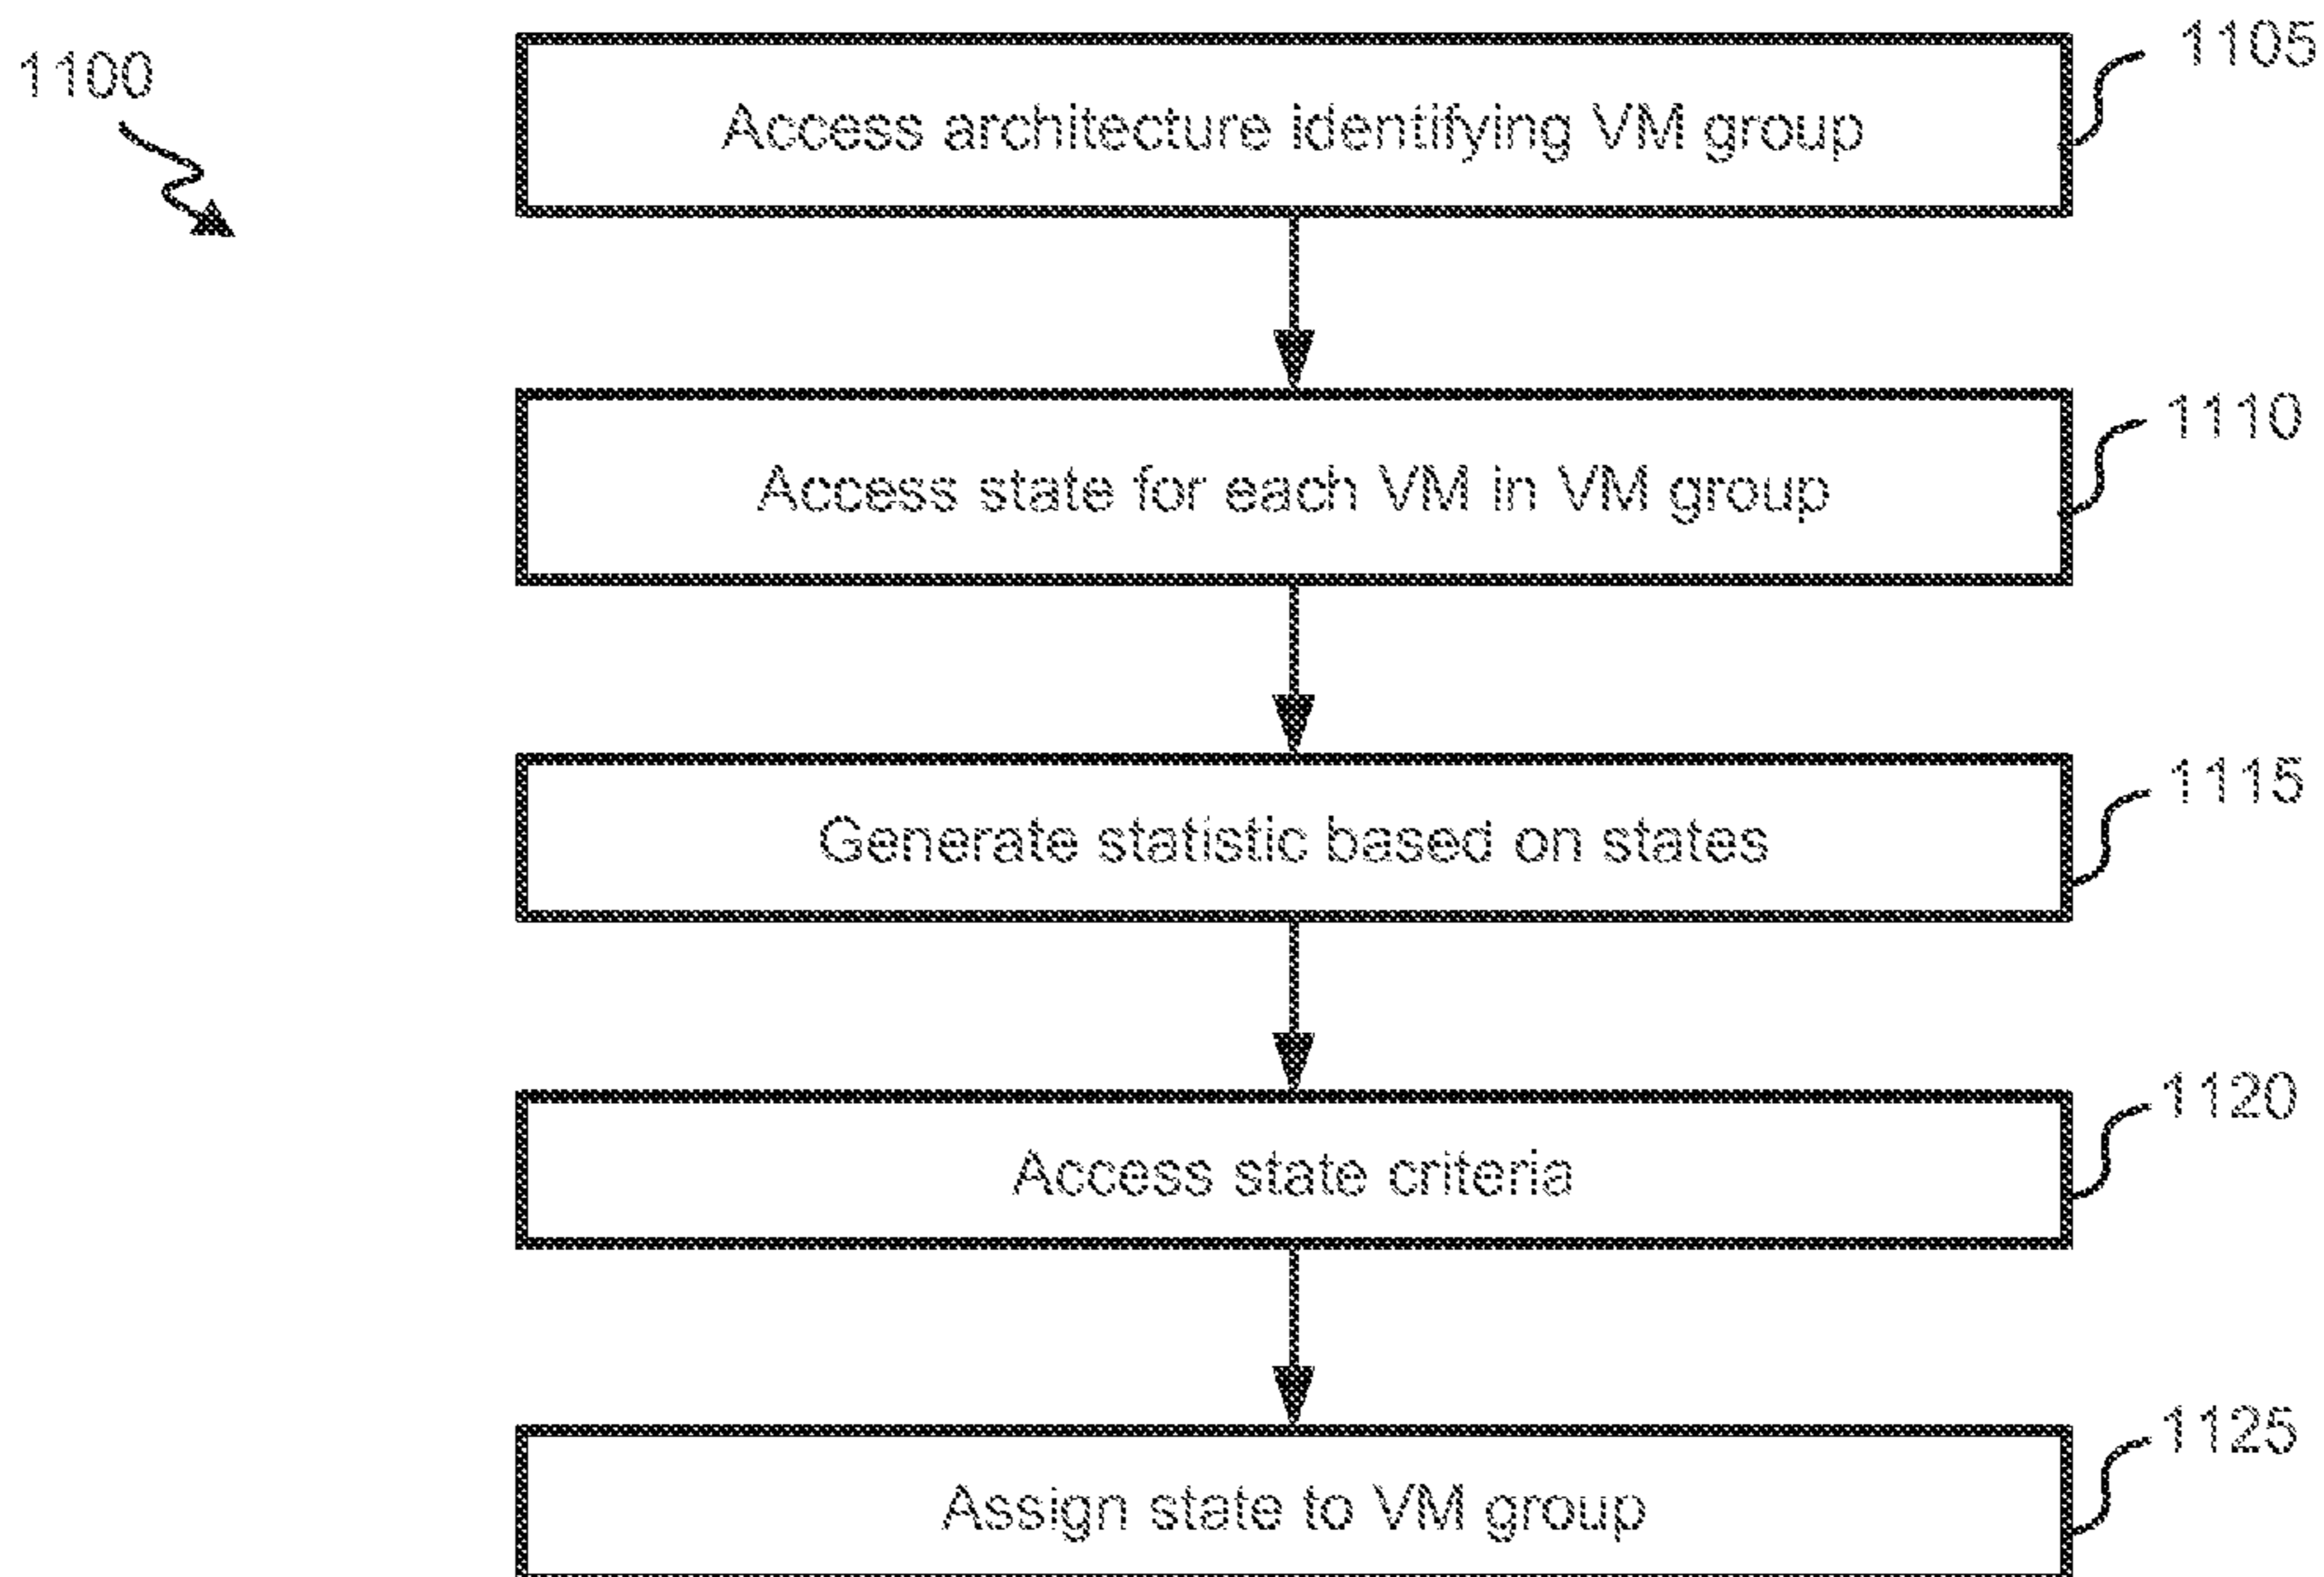 1100
1105
Access architecture identifying VM group
1110
Access state for each VM in VM group
1115
Generate statistic based on states
1120
Access state criteria
1125
Assign state to VM group